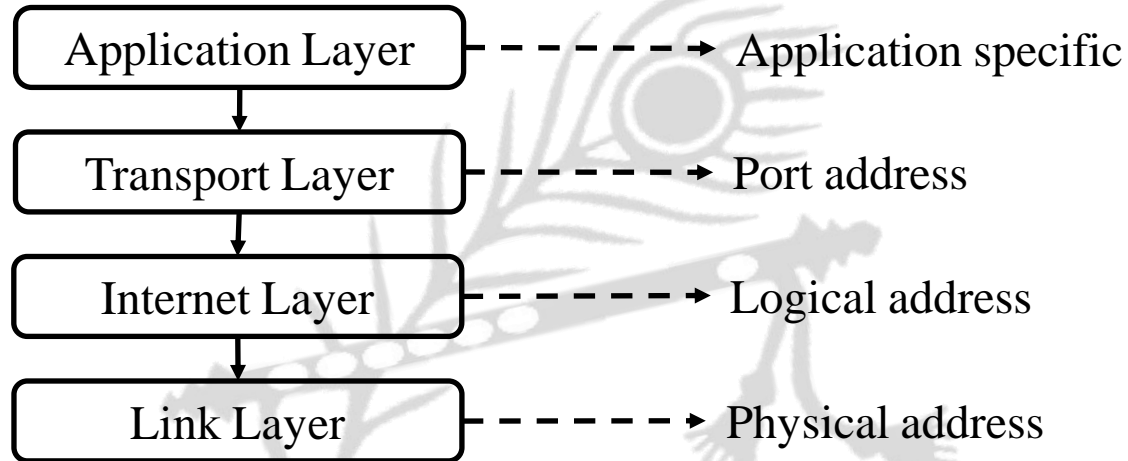 Application Layer
Application specific
Transport Layer
Port address
Internet Layer
Logical address
Link Layer
Physical address